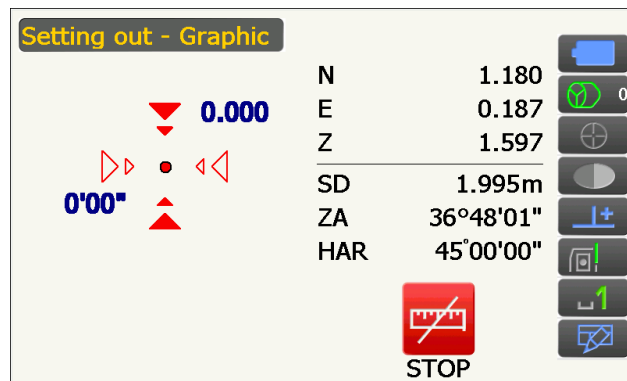 Setting out - Graphic
0.000
0'00"
N 1.180
E 0.187
Z 1.597
SD 1.995m
ZA 36°48'01"
HAR 45°00'00"
STOP
0
1